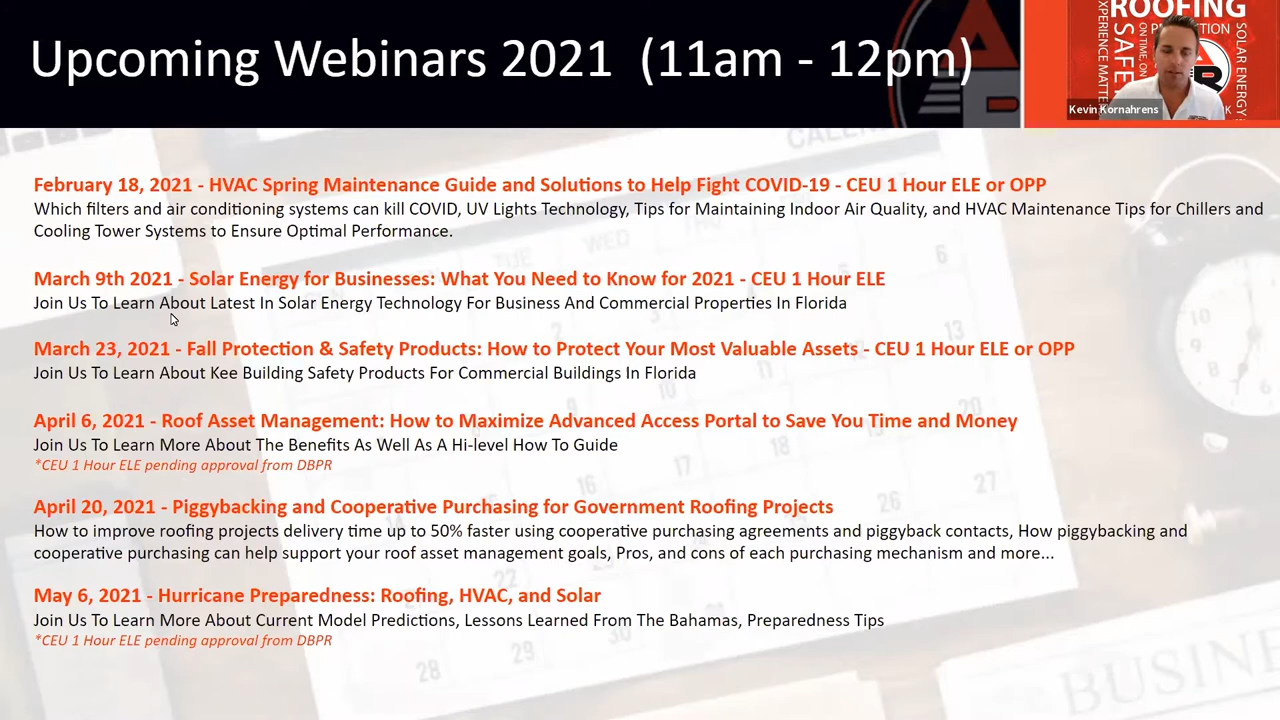 Upcoming Webinars 2021 (11am - 12pm)
ROOFING
SAFE
ON TIME, ON
SOLAR ENERGY
Kevin Kornahrens
February 18, 2021 - HVAC Spring Maintenance Guide and Solutions to Help Fight COVID-19 - CEU 1 Hour ELE or OPP
Which filters and air conditioning systems can kill COVID, UV Lights Technology, Tips for Maintaining Indoor Air Quality, and HVAC Maintenance Tips for Chillers and
Cooling Tower Systems to Ensure Optimal Performance.
March 9th 2021 - Solar Energy for Businesses: What You Need to Know for 2021 - CEU 1 Hour ELE
Join Us To Learn About Latest In Solar Energy Technology For Business And Commercial Properties In Florida
March 23, 2021 - Fall Protection & Safety Products: How to Protect Your Most Valuable Assets - CEU 1 Hour ELE or OPP
Join Us To Learn About Kee Building Safety Products For Commercial Buildings In Florida
April 6, 2021 - Roof Asset Management: How to Maximize Advanced Access Portal to Save You Time and Money
Join Us To Learn More About The Benefits As Well As A Hi-level How To Guide
*CEU 1 Hour ELE pending approval from DBPR
April 20, 2021 - Piggybacking and Cooperative Purchasing for Government Roofing Projects
How to improve roofing projects delivery time up to 50% faster using cooperative purchasing agreements and piggyback contacts, How piggybacking and
cooperative purchasing can help support your roof asset management goals, Pros, and cons of each purchasing mechanism and more...
May 6, 2021 - Hurricane Preparedness: Roofing, HVAC, and Solar
Join Us To Learn More About Current Model Predictions, Lessons Learned From The Bahamas, Preparedness Tips
*CEU 1 Hour ELE pending approval from DBPR
BUSIN